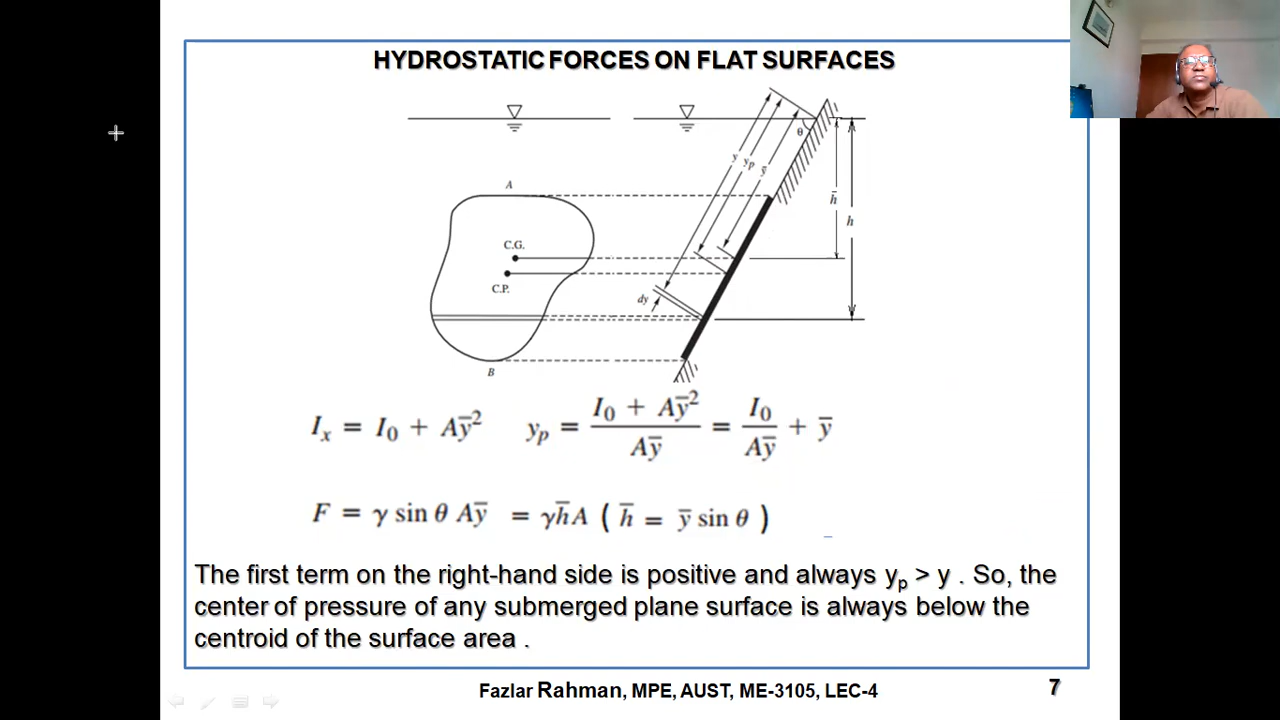 HYDROSTATIC FORCES ON FLAT SURFACES
θ
y yp ȳ
h̄
h
A
C.G.
C.P.
dy
B
Iₓ = I₀ + Aȳ² yp = (I₀ + Aȳ²) / (Aȳ) = I₀ / (Aȳ) + ȳ
F = γ sin θ Aȳ = γh̄A ( h̄ = ȳ sin θ )
The first term on the right-hand side is positive and always yp > y . So, the
center of pressure of any submerged plane surface is always below the
centroid of the surface area .
Fazlar Rahman, MPE, AUST, ME-3105, LEC-4
7